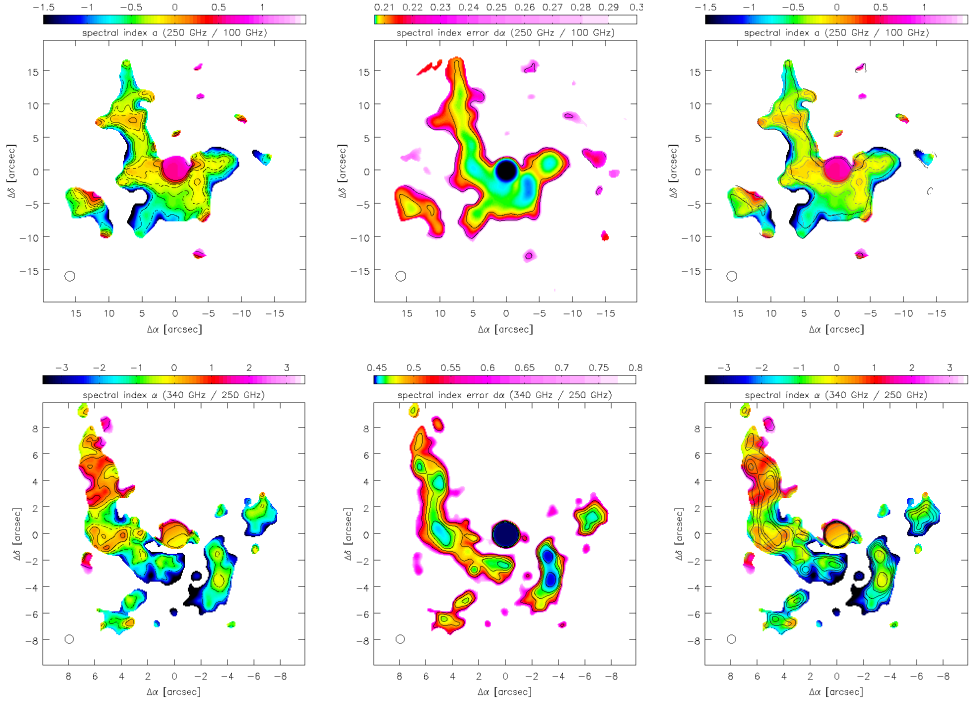 −1.5 −1 −0.5 0 0.5 1
spectral index α (250 GHz / 100 GHz)
15
10
5
0
−5
−10
−15
Δδ [arcsec]
15 10 5 0 −5 −10 −15
Δα [arcsec]
0.21 0.22 0.23 0.24 0.25 0.26 0.27 0.28 0.29 0.3
spectral index error dα (250 GHz / 100 GHz)
15
10
5
0
−5
−10
−15
Δδ [arcsec]
15 10 5 0 −5 −10 −15
Δα [arcsec]
−1.5 −1 −0.5 0 0.5 1
spectral index α (250 GHz / 100 GHz)
15
10
5
0
−5
−10
−15
Δδ [arcsec]
15 10 5 0 −5 −10 −15
Δα [arcsec]
−3 −2 −1 0 1 2 3
spectral index α (340 GHz / 250 GHz)
8
6
4
2
0
−2
−4
−6
−8
Δδ [arcsec]
8 6 4 2 0 −2 −4 −6 −8
Δα [arcsec]
0.45 0.5 0.55 0.6 0.65 0.7 0.75 0.8
spectral index error dα (340 GHz / 250 GHz)
8
6
4
2
0
−2
−4
−6
−8
Δδ [arcsec]
8 6 4 2 0 −2 −4 −6 −8
Δα [arcsec]
−3 −2 −1 0 1 2 3
spectral index α (340 GHz / 250 GHz)
8
6
4
2
0
−2
−4
−6
−8
Δδ [arcsec]
8 6 4 2 0 −2 −4 −6 −8
Δα [arcsec]